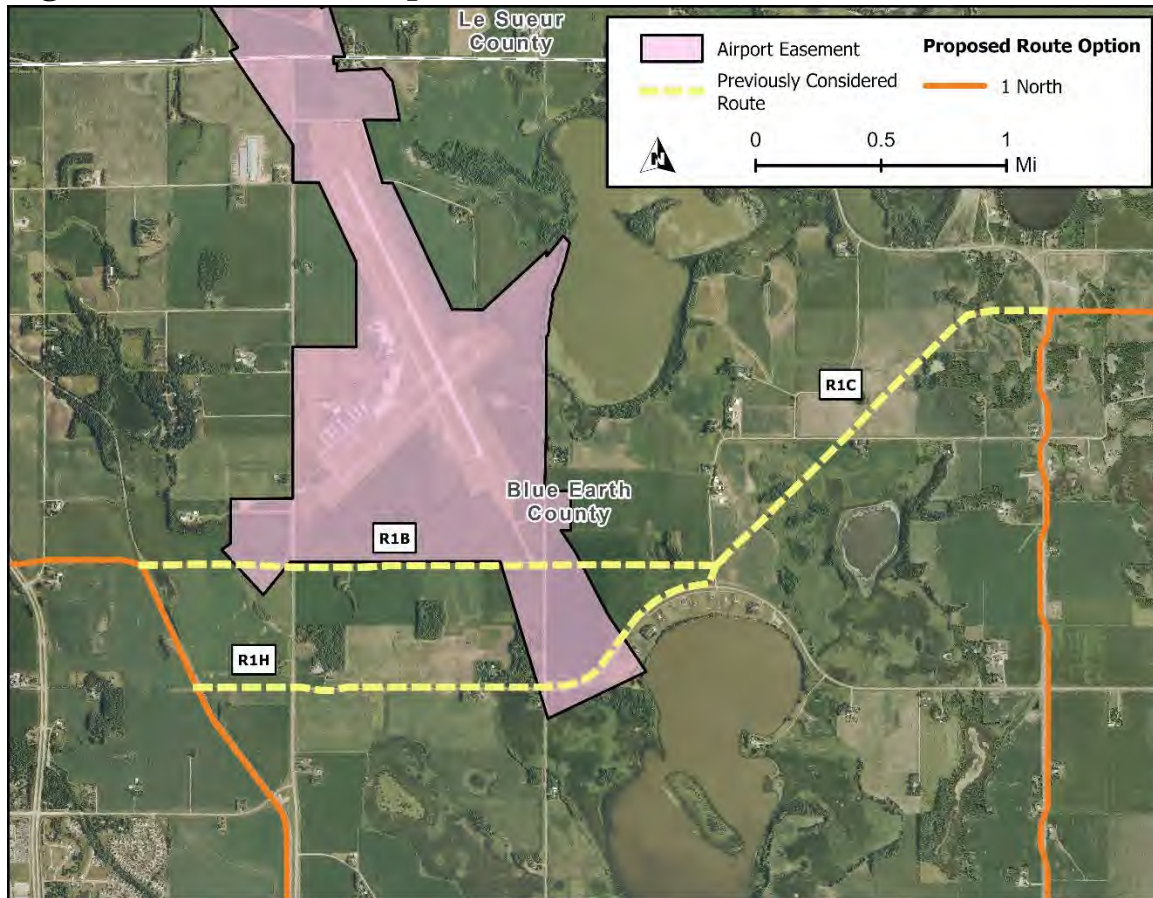 Le Sueur
County
Airport Easement
Previously Considered
Route
Proposed Route Option
1 North
N
0 0.5 1
Mi
R1C
Blue Earth
County
R1B
R1H